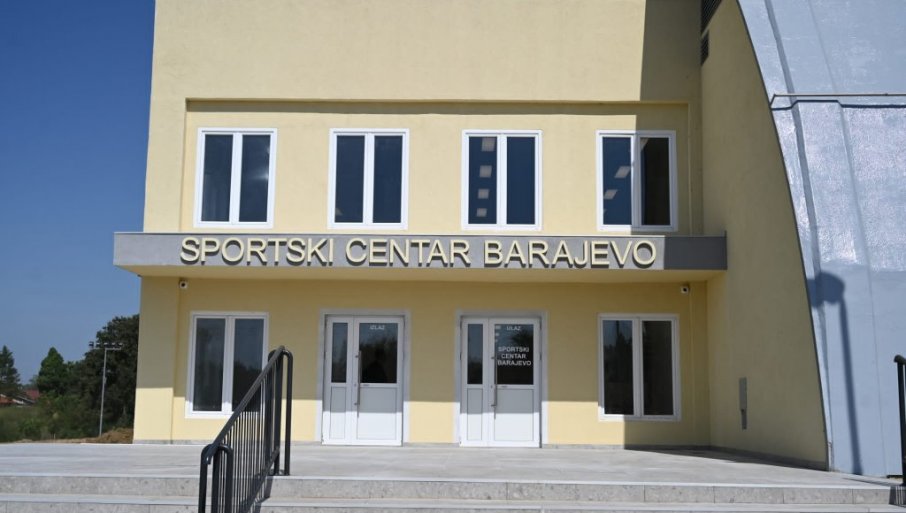 SPORTSKI CENTAR BARAJEVO
IZLAZ
ULAZ
SPORTSKI
CENTAR
BARAJEVO